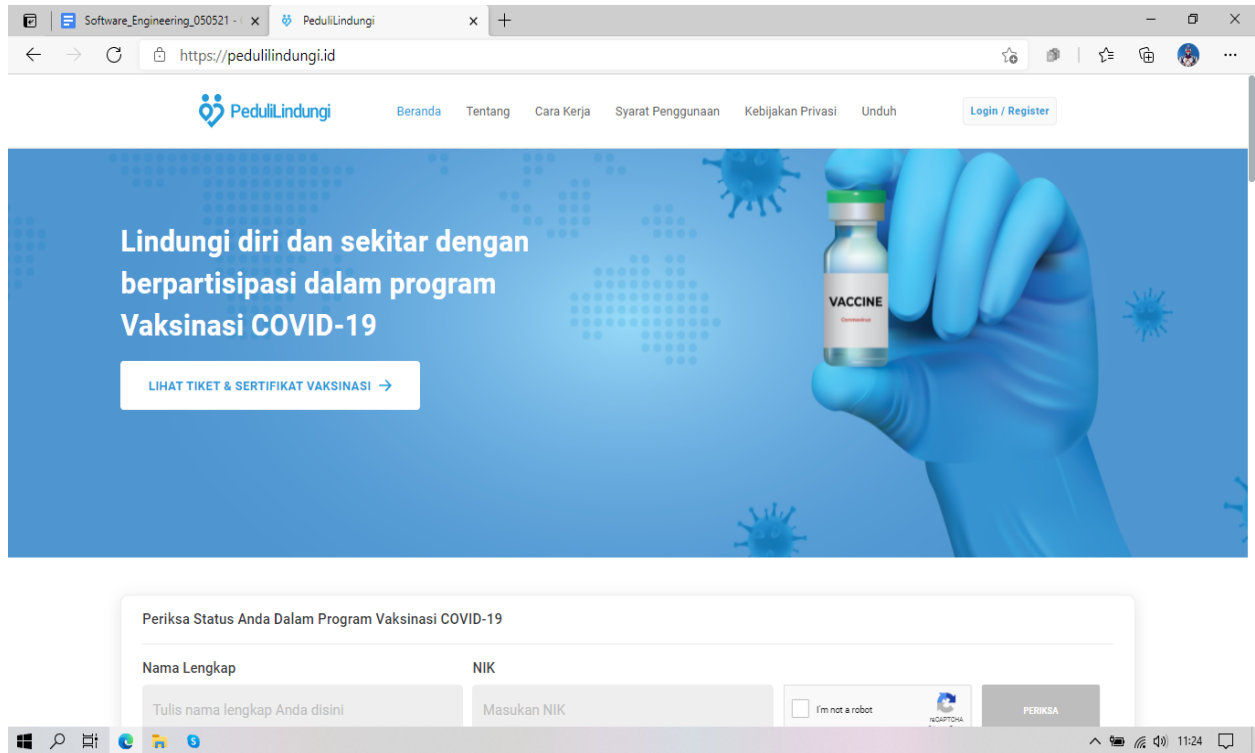 Software_Engineering_050521 -
PeduliLindungi
https://pedulilindungi.id
PeduliLindungi
Beranda
Tentang
Cara Kerja
Syarat Penggunaan
Kebijakan Privasi
Unduh
Login / Register
Lindungi diri dan sekitar dengan
berpartisipasi dalam program
Vaksinasi COVID-19
LIHAT TIKET & SERTIFIKAT VAKSINASI →
VACCINE
Coronavirus
Periksa Status Anda Dalam Program Vaksinasi COVID-19
Nama Lengkap
NIK
Tulis nama lengkap Anda disini
Masukan NIK
I'm not a robot
reCAPTCHA
PERIKSA
11:24